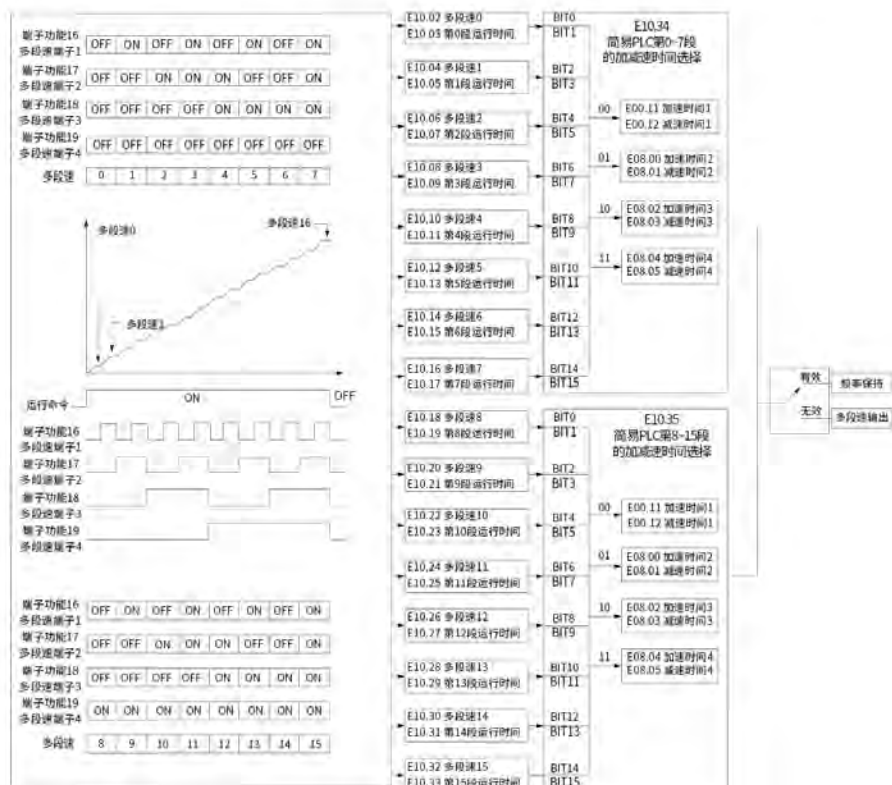 端子功能16
多段速端子1
OFF ON OFF ON OFF ON OFF ON
端子功能17
多段速端子2
OFF OFF ON ON OFF OFF ON ON
端子功能18
多段速端子3
OFF OFF OFF OFF ON ON ON ON
端子功能19
多段速端子4
OFF OFF OFF OFF OFF OFF OFF OFF
多段速 0 1 2 3 4 5 6 7
多段速0
多段速16
多段速1
运行命令
ON
OFF
端子功能16
多段速端子1
端子功能17
多段速端子2
端子功能18
多段速端子3
端子功能19
多段速端子4
端子功能16
多段速端子1
OFF ON OFF ON OFF ON OFF ON
端子功能17
多段速端子2
OFF OFF ON ON OFF OFF ON ON
端子功能18
多段速端子3
OFF OFF OFF OFF ON ON ON ON
端子功能19
多段速端子4
ON ON ON ON ON ON ON ON
多段速 8 9 10 11 12 13 14 15
E10.02 多段速0
E10.03 第0段运行时间
E10.04 多段速1
E10.05 第1段运行时间
E10.06 多段速2
E10.07 第2段运行时间
E10.08 多段速3
E10.09 第3段运行时间
E10.10 多段速4
E10.11 第4段运行时间
E10.12 多段速5
E10.13 第5段运行时间
E10.14 多段速6
E10.15 第6段运行时间
E10.16 多段速7
E10.17 第7段运行时间
E10.18 多段速8
E10.19 第8段运行时间
E10.20 多段速9
E10.21 第9段运行时间
E10.22 多段速10
E10.23 第10段运行时间
E10.24 多段速11
E10.25 第11段运行时间
E10.26 多段速12
E10.27 第12段运行时间
E10.28 多段速13
E10.29 第13段运行时间
E10.30 多段速14
E10.31 第14段运行时间
E10.32 多段速15
E10.33 第15段运行时间
BIT0
BIT1
BIT2
BIT3
BIT4
BIT5
BIT6
BIT7
BIT8
BIT9
BIT10
BIT11
BIT12
BIT13
BIT14
BIT15
E10.34
简易PLC第0-7段
的加减速时间选择
00
E00.11 加速时间1
E00.12 减速时间1
01
E08.00 加速时间2
E08.01 减速时间2
10
E08.02 加速时间3
E08.03 减速时间3
11
E08.04 加速时间4
E08.05 减速时间4
BIT0
BIT1
BIT2
BIT3
BIT4
BIT5
BIT6
BIT7
BIT8
BIT9
BIT10
BIT11
BIT12
BIT13
BIT14
BIT15
E10.35
简易PLC第8-15段
的加减速时间选择
00
E00.11 加速时间1
E00.12 减速时间1
01
E08.00 加速时间2
E08.01 减速时间2
10
E08.02 加速时间3
E08.03 减速时间3
11
E08.04 加速时间4
E08.05 减速时间4
有效
频率保持
无效
多段速输出